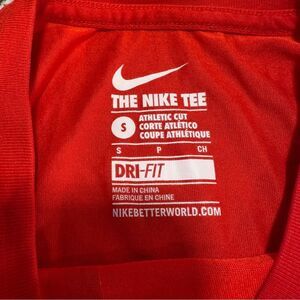 THE NIKE TEE
S
ATHLETIC CUT
CORTE ATLÉTICO
COUPE ATHLÉTIQUE
S P CH
DRI-FIT
MADE IN CHINA
FABRIQUE EN CHINE
NIKEBETTERWORLD.COM